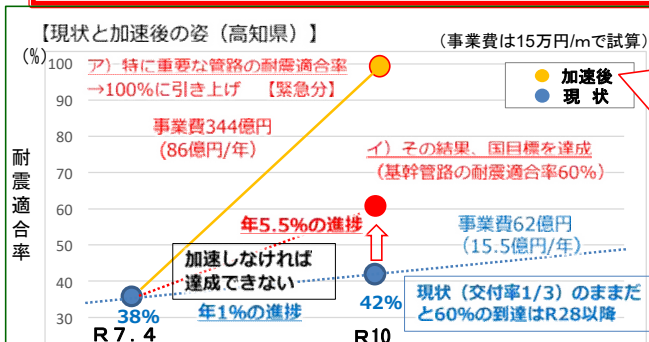 【現状と加速後の姿（高知県）】
（事業費は15万円/mで試算）
(%)
100
90
80
70
60
50
40
30
耐震適合率
ア）特に重要な管路の耐震適合率
→100%に引き上げ　【緊急分】
加速後
現　状
事業費344億円
(86億円/年)
イ）その結果、国目標を達成
（基幹管路の耐震適合率60%）
年5.5%の進捗
事業費62億円
（15.5億円/年）
加速しなければ
達成できない
38%
年1%の進捗
42%
現状（交付率1/3）のままだ
と60%の到達はR28以降
R7.4
R10